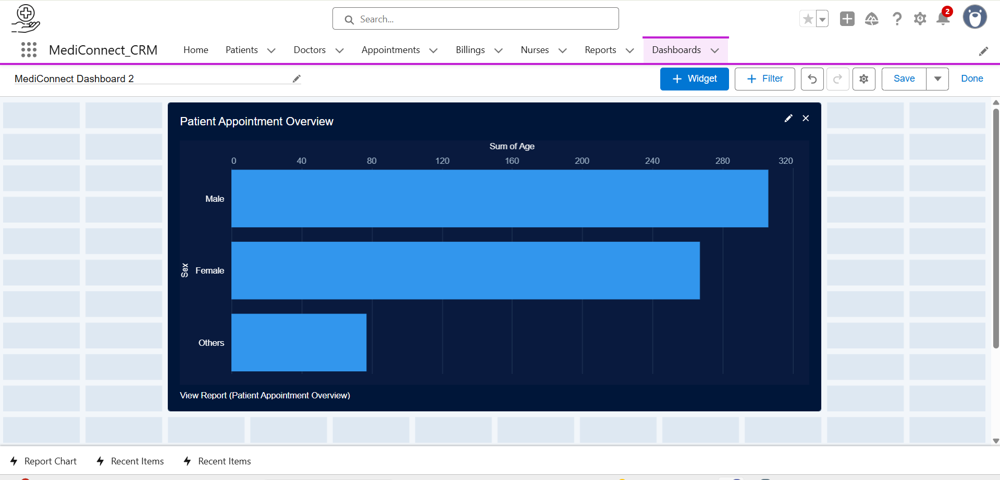 Search...
2
MediConnect_CRM Home Patients Doctors Appointments Billings Nurses Reports Dashboards
MediConnect Dashboard 2
Widget Filter Save Done
Patient Appointment Overview
Sum of Age
0 40 80 120 160 200 240 280 320
Male
Sex
Female
Others
View Report (Patient Appointment Overview)
Report Chart Recent Items Recent Items